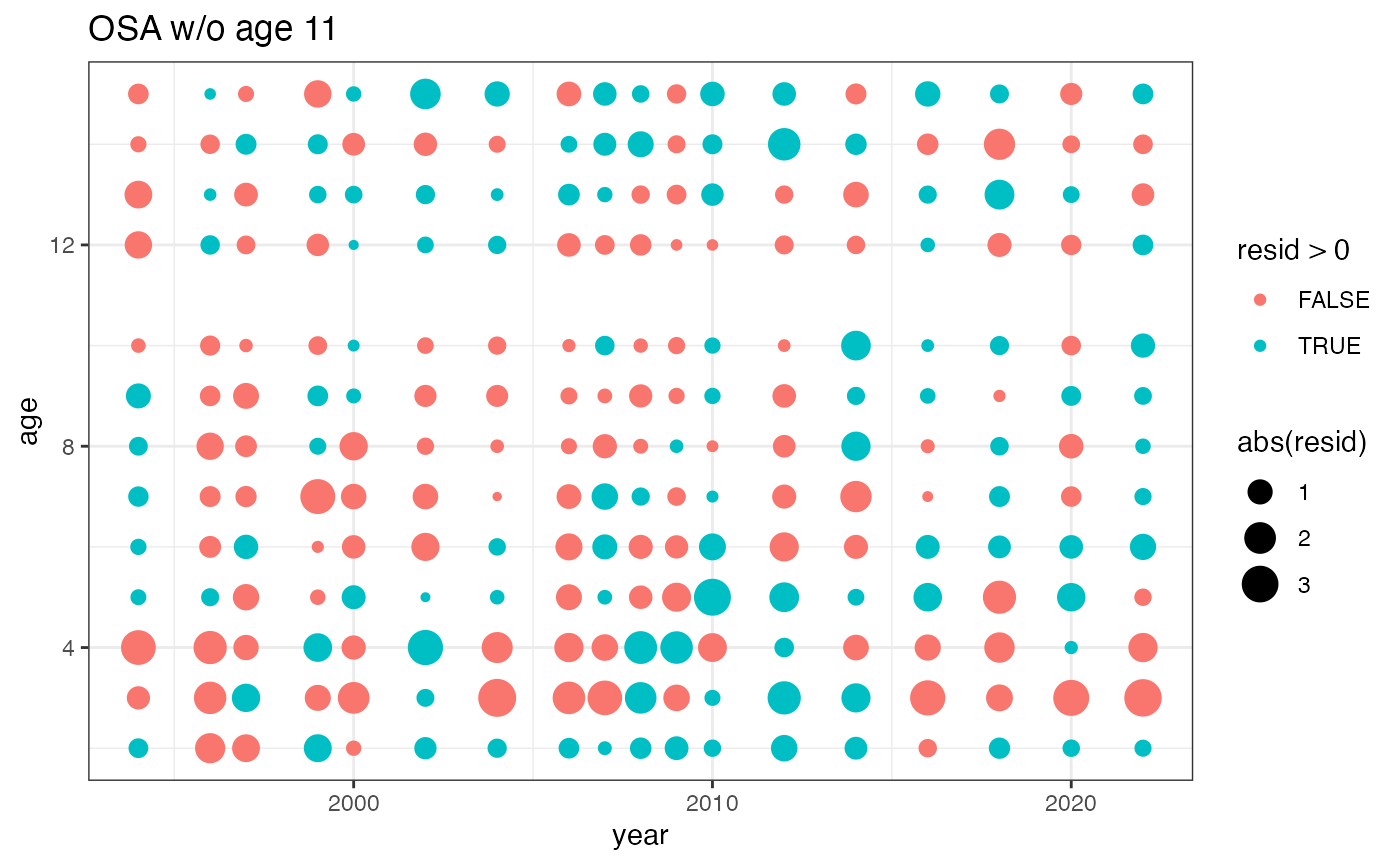 OSA w/o age 11
12
8
4
age
2000 2010 2020
year
resid > 0
FALSE
TRUE
abs(resid)
1
2
3